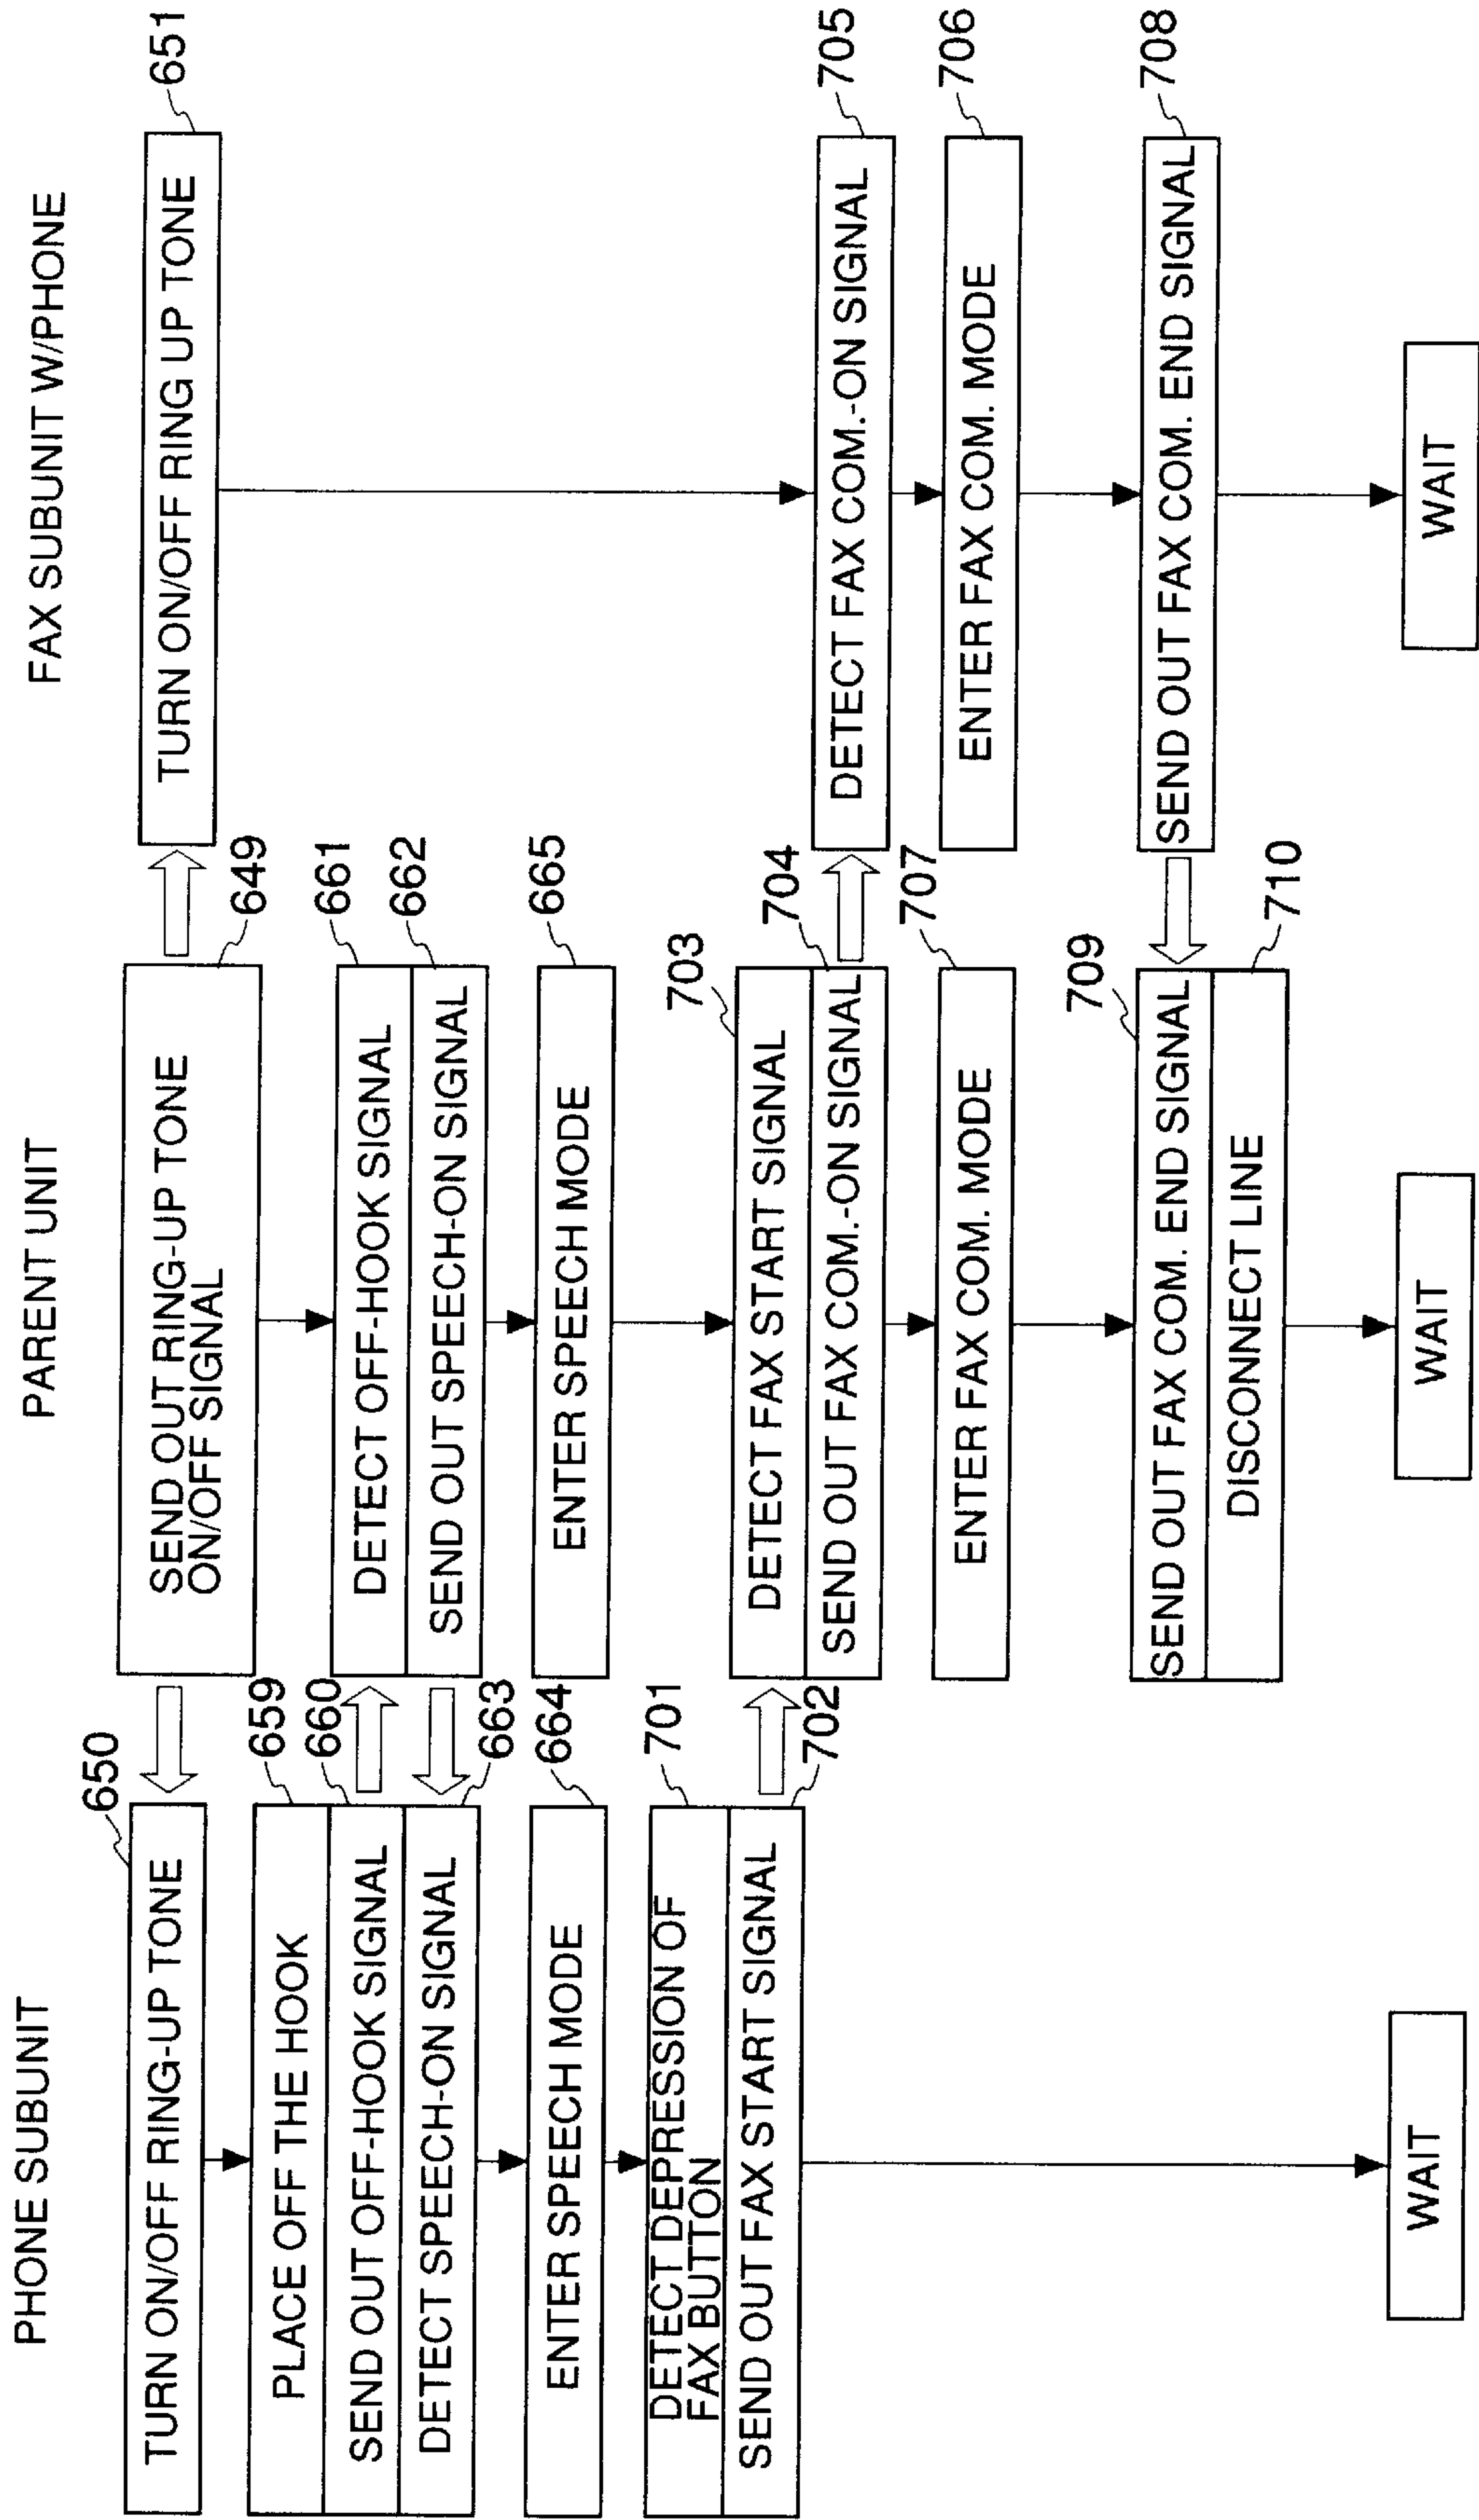 PHONE SUBUNIT
650
TURN ON/OFF RING-UP TONE
PLACE OFF THE HOOK
659
SEND OUT OFF-HOOK SIGNAL
660
DETECT SPEECH-ON SIGNAL
663
ENTER SPEECH MODE
664
DETECT DEPRESSION OF
FAX BUTTON
701
SEND OUT FAX START SIGNAL
702
WAIT
PARENT UNIT
SEND OUT RING-UP TONE
ON/OFF SIGNAL
649
DETECT OFF-HOOK SIGNAL
661
SEND OUT SPEECH-ON SIGNAL
662
ENTER SPEECH MODE
665
703
DETECT FAX START SIGNAL
SEND OUT FAX COM.-ON SIGNAL
704
ENTER FAX COM. MODE
707
709
SEND OUT FAX COM. END SIGNAL
DISCONNECT LINE
710
WAIT
FAX SUBUNIT W/PHONE
TURN ON/OFF RING UP TONE
651
DETECT FAX COM.-ON SIGNAL
705
ENTER FAX COM. MODE
706
SEND OUT FAX COM. END SIGNAL
708
WAIT